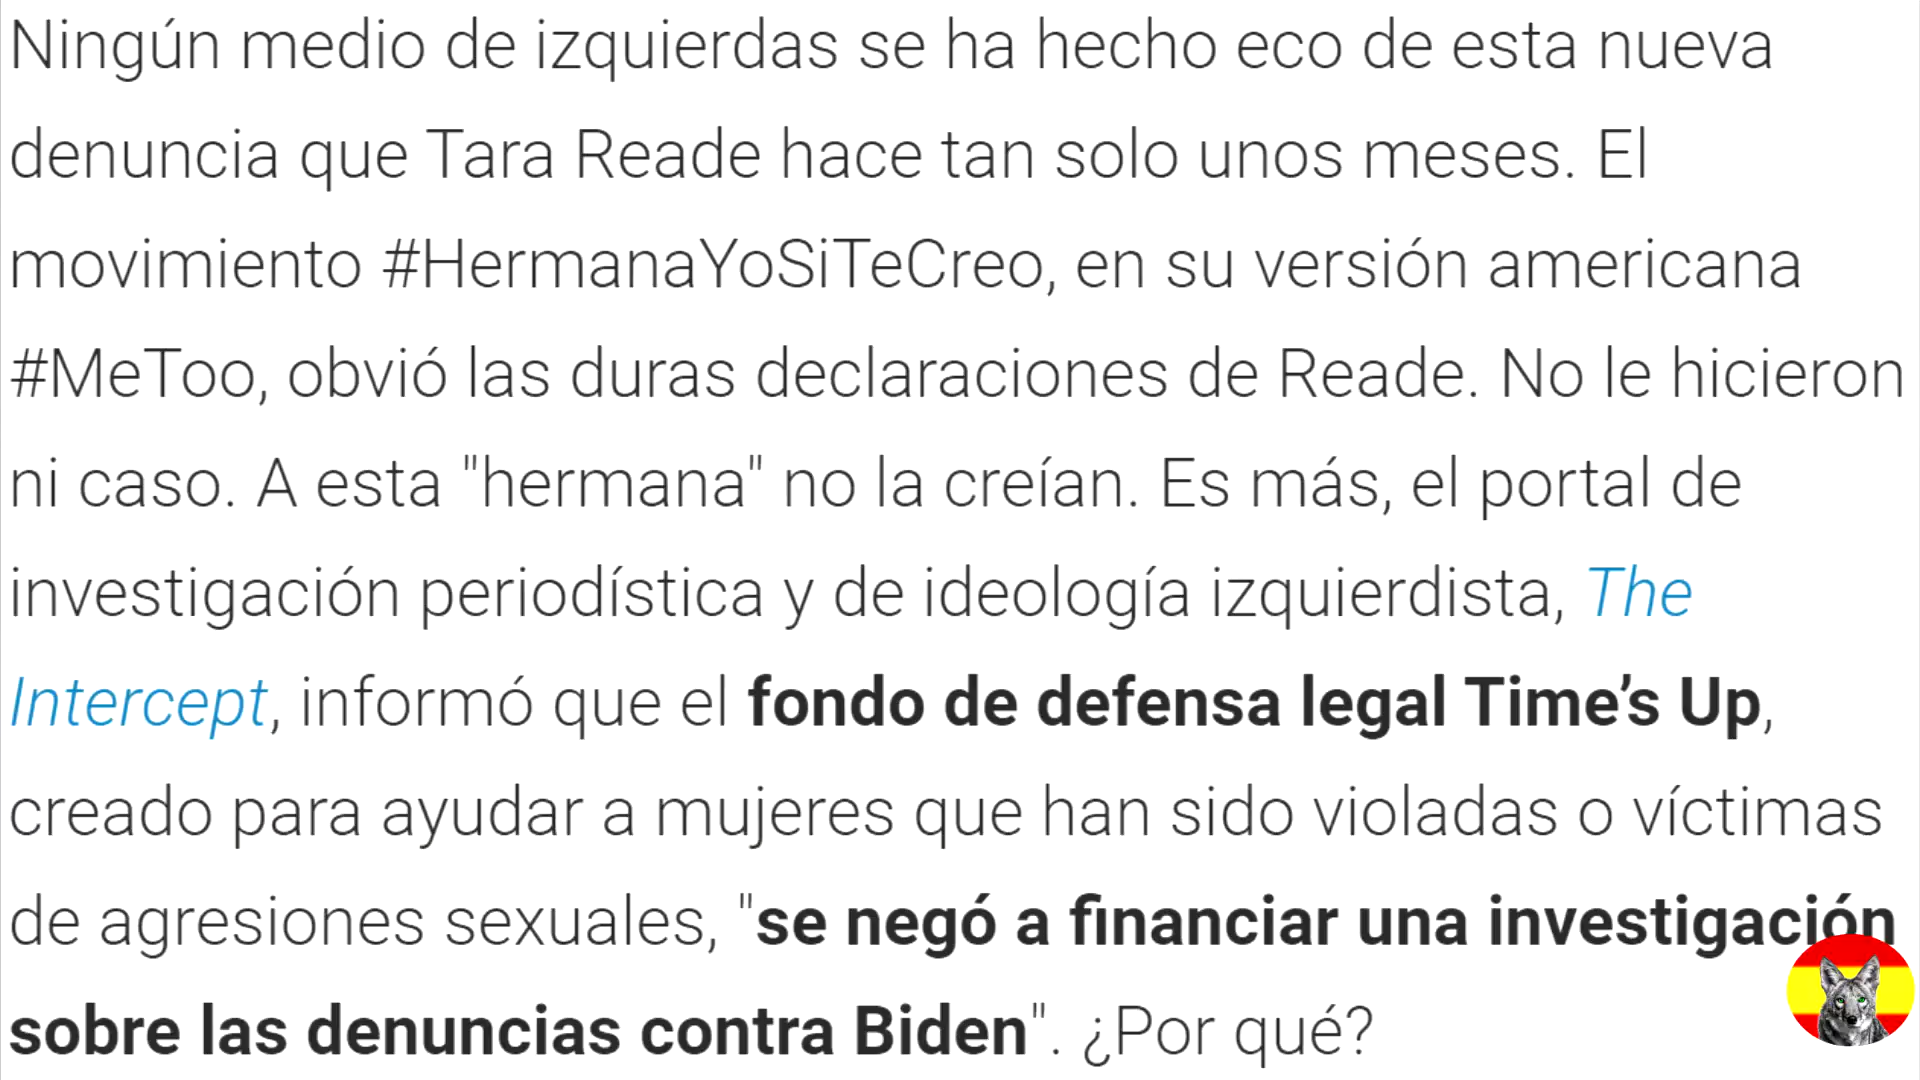 Ningún medio de izquierdas se ha hecho eco de esta nueva
denuncia que Tara Reade hace tan solo unos meses. El
movimiento #HermanaYoSiTeCreo, en su versión americana
#MeToo, obvió las duras declaraciones de Reade. No le hicieron
ni caso. A esta "hermana" no la creían. Es más, el portal de
investigación periodística y de ideología izquierdista, The
Intercept, informó que el fondo de defensa legal Time’s Up,
creado para ayudar a mujeres que han sido violadas o víctimas
de agresiones sexuales, "se negó a financiar una investigación
sobre las denuncias contra Biden". ¿Por qué?